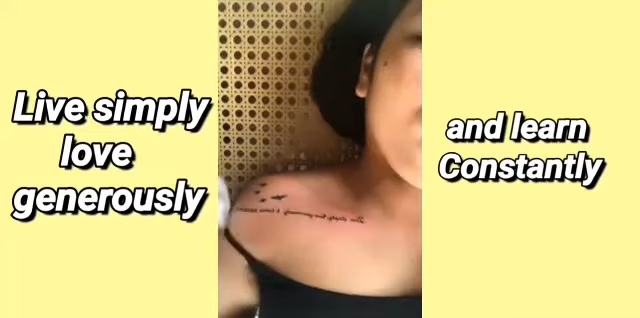 Live simply
love
generously
and learn
Constantly